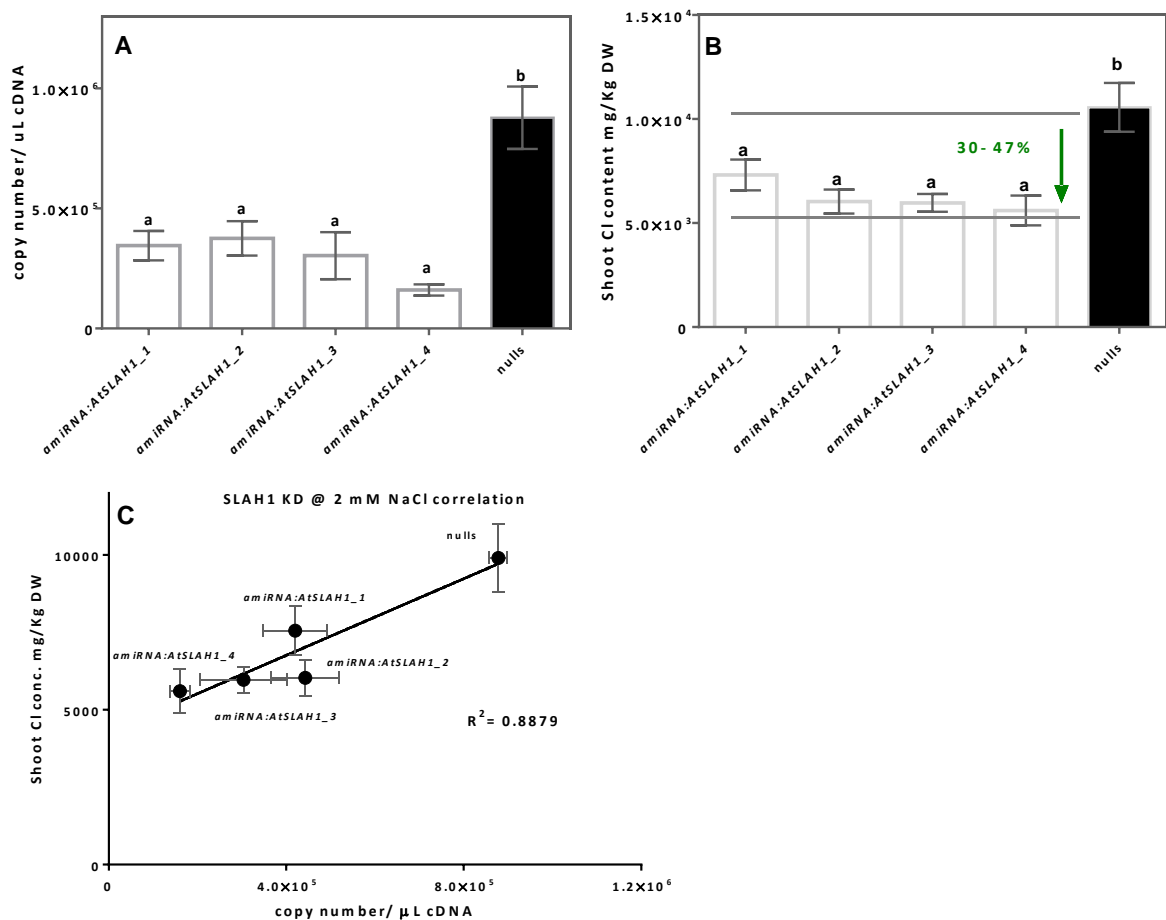 A
copy number/ uL cDNA
1.0×10⁶
5.0×10⁵
0
a
a
a
a
b
amiRNA:AtSLAH1_1
amiRNA:AtSLAH1_2
amiRNA:AtSLAH1_3
amiRNA:AtSLAH1_4
nulls
B
Shoot Cl content mg/Kg DW
1.5×10⁴
1.0×10⁴
5.0×10³
0
a
a
a
a
b
30-47%
amiRNA:AtSLAH1_1
amiRNA:AtSLAH1_2
amiRNA:AtSLAH1_3
amiRNA:AtSLAH1_4
nulls
C
SLAH1 KD @ 2 mM NaCl correlation
Shoot Cl conc. mg/Kg DW
10000
5000
0
nulls
amiRNA:AtSLAH1_1
amiRNA:AtSLAH1_4
amiRNA:AtSLAH1_2
amiRNA:AtSLAH1_3
R²= 0.8879
0
4.0×10⁵
8.0×10⁵
1.2×10⁶
copy number/ µL cDNA